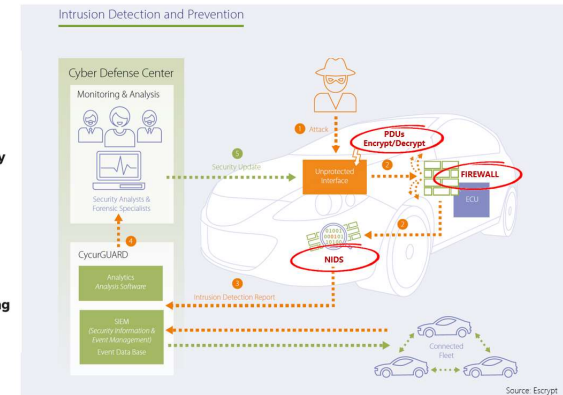 Intrusion Detection and Prevention
Cyber Defense Center
Monitoring & Analysis
Security Analysts &
Forensic Specialists
4
CycurGUARD
Analytics
Analysis Software
SIEM
(Security Information &
Event Management)
Event Data Base
1 Attack
PDUs
Encrypt/Decrypt
5
Security Update
Unprotected
Interface
2
FIREWALL
ECU
2
NIDS
3
Intrusion Detection Report
Connected
Fleet
Source: Escrypt
y
ng